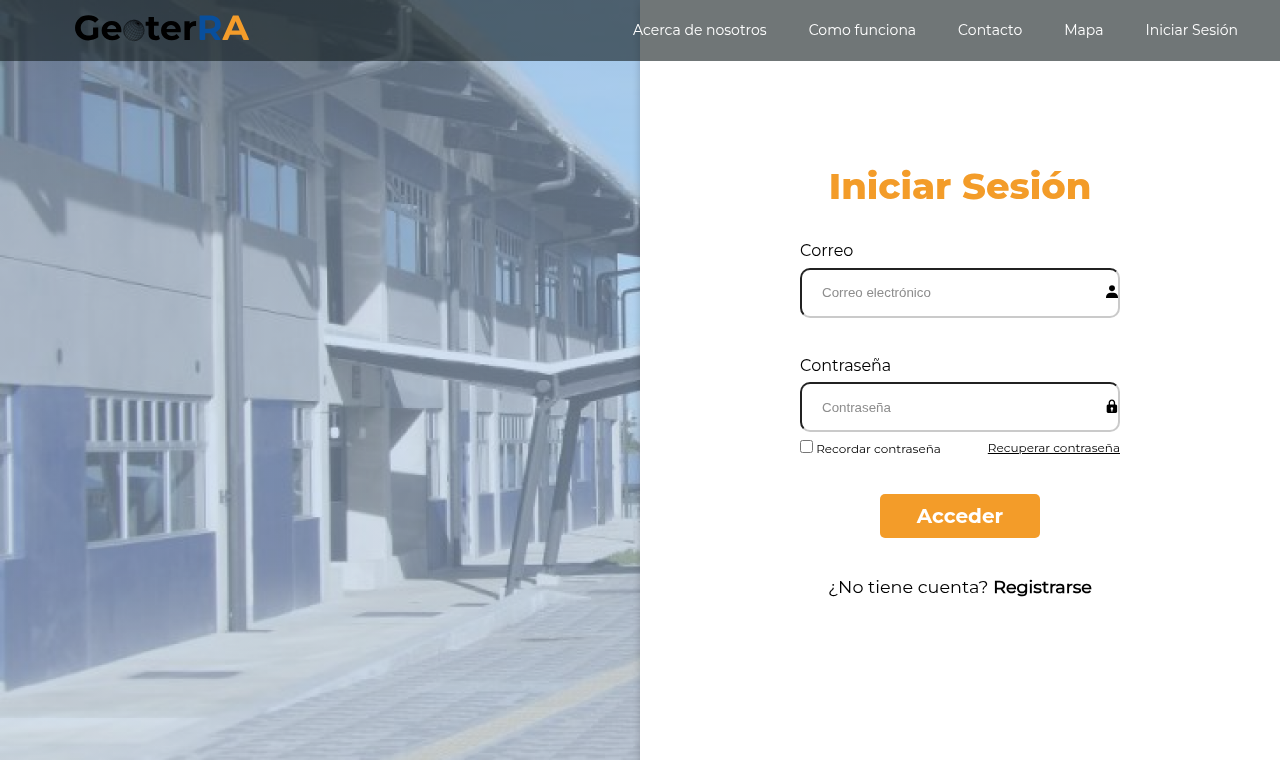 GeoterRA
Acerca de nosotros
Como funciona
Contacto
Mapa
Iniciar Sesión
Iniciar Sesión
Correo
Correo electrónico
Contraseña
Contraseña
Recordar contraseña
Recuperar contraseña
Acceder
¿No tiene cuenta? Registrarse